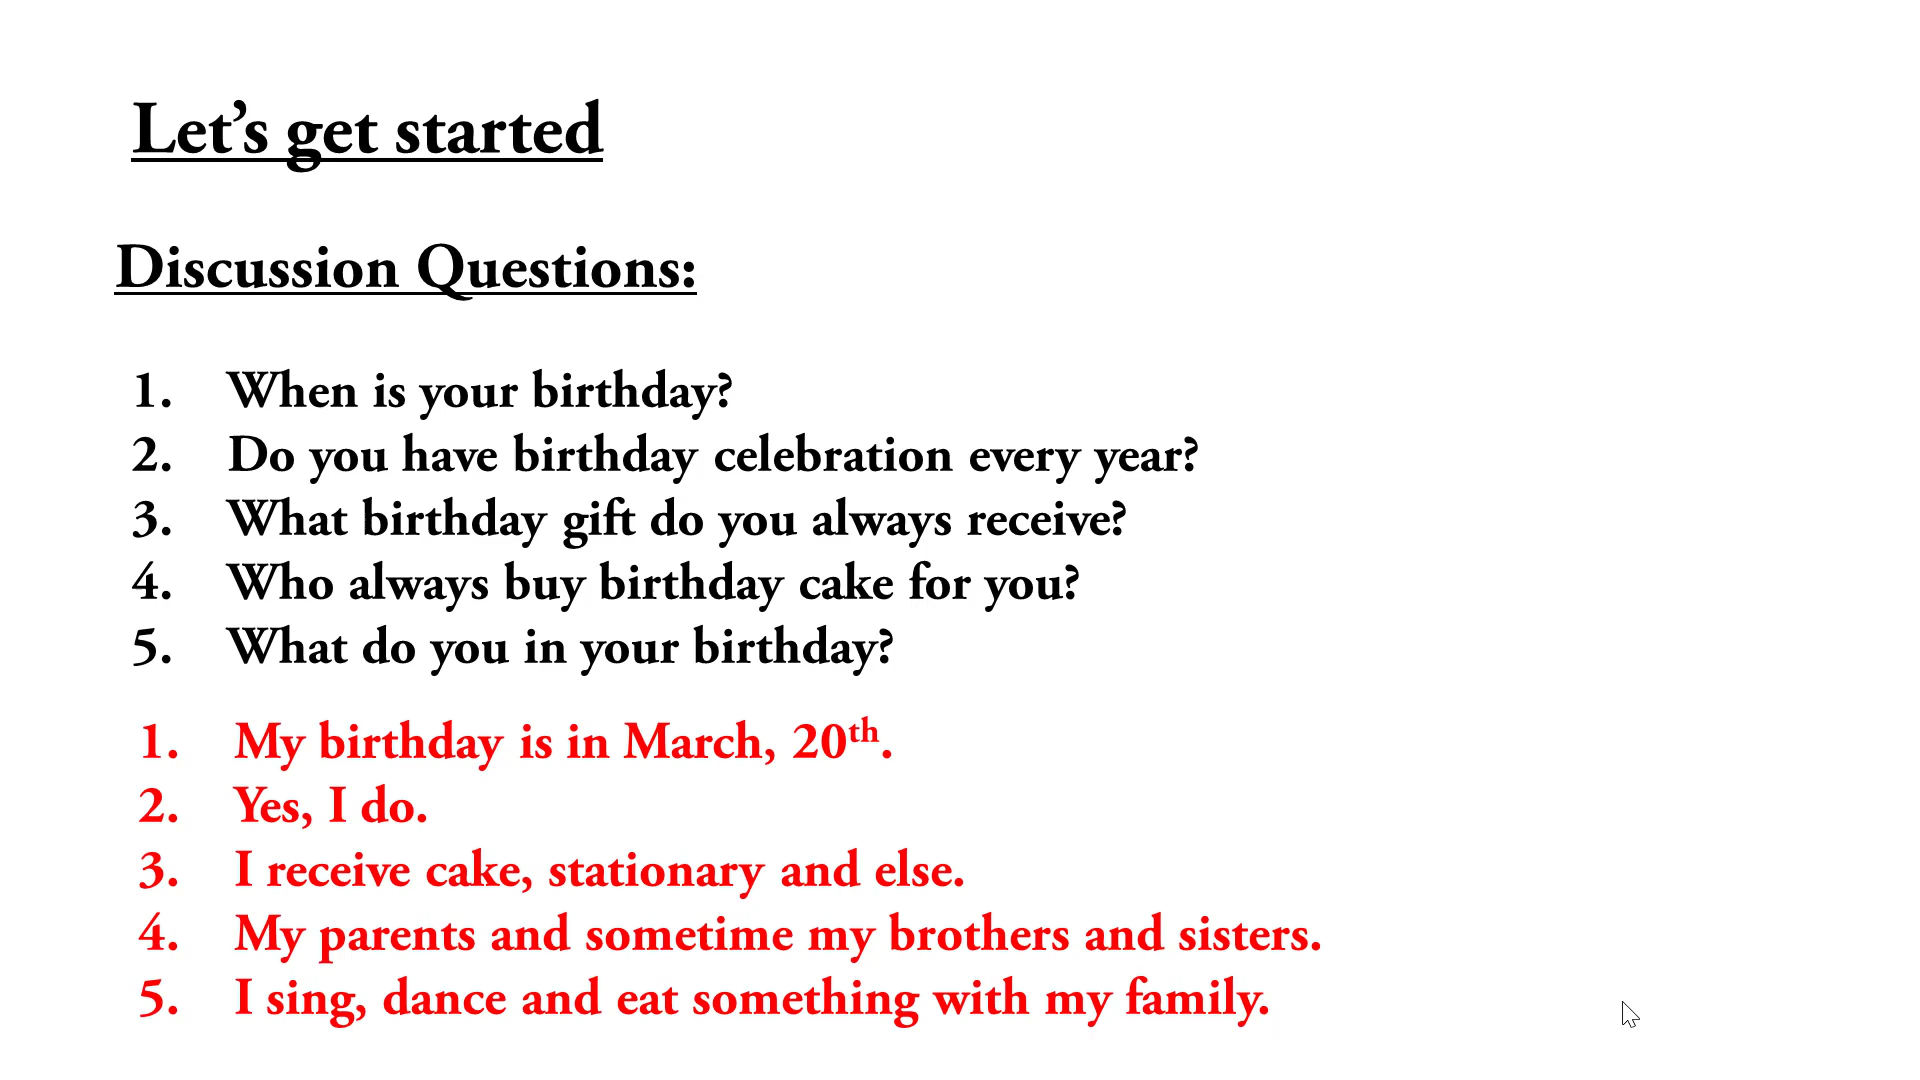 Let’s get started
Discussion Questions:
1. When is your birthday?
2. Do you have birthday celebration every year?
3. What birthday gift do you always receive?
4. Who always buy birthday cake for you?
5. What do you in your birthday?
1. My birthday is in March, 20th.
2. Yes, I do.
3. I receive cake, stationary and else.
4. My parents and sometime my brothers and sisters.
5. I sing, dance and eat something with my family.